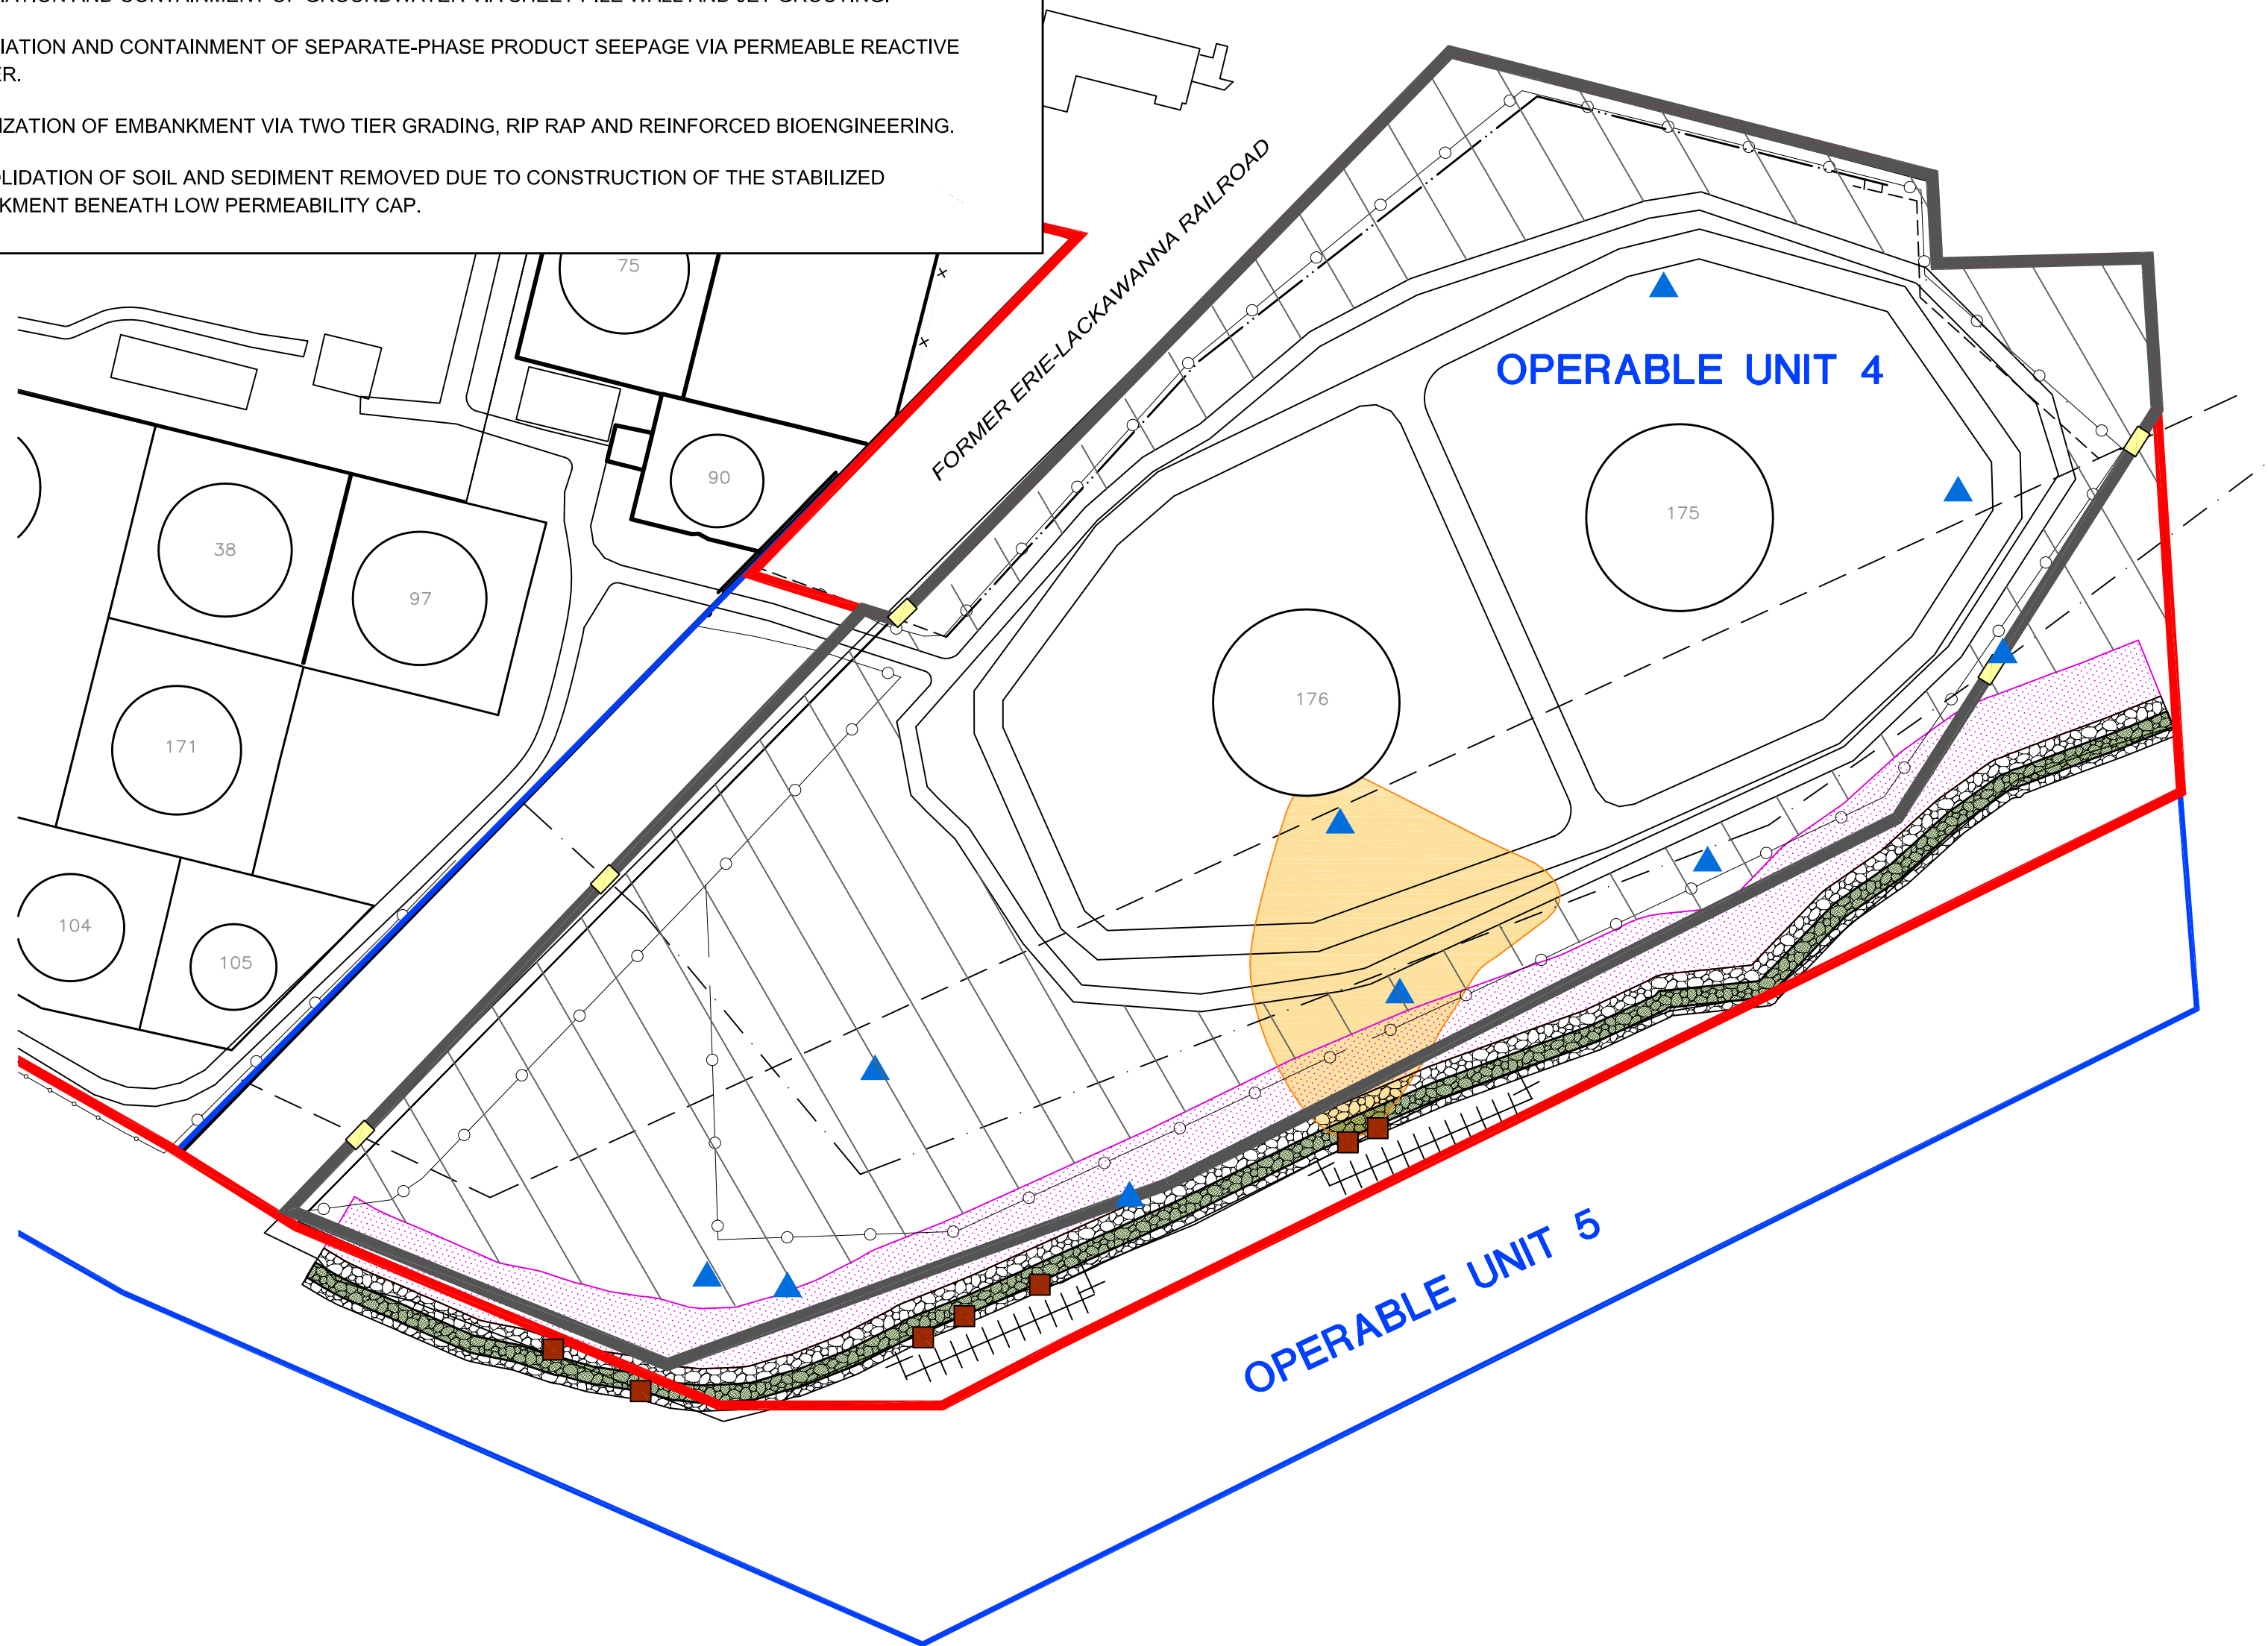 IATION AND CONTAINMENT OF SEPARATE-PHASE PRODUCT SEEPAGE VIA PERMEABLE REACTIVE
ER.
IZATION OF EMBANKMENT VIA TWO TIER GRADING, RIP RAP AND REINFORCED BIOENGINEERING.
OLIDATION OF SOIL AND SEDIMENT REMOVED DUE TO CONSTRUCTION OF THE STABILIZED
KMENT BENEATH LOW PERMEABILITY CAP.
FORMER ERIE-LACKAWANNA RAILROAD
75
OPERABLE UNIT 4
90
175
38
97
176
171
104
105
OPERABLE UNIT 5